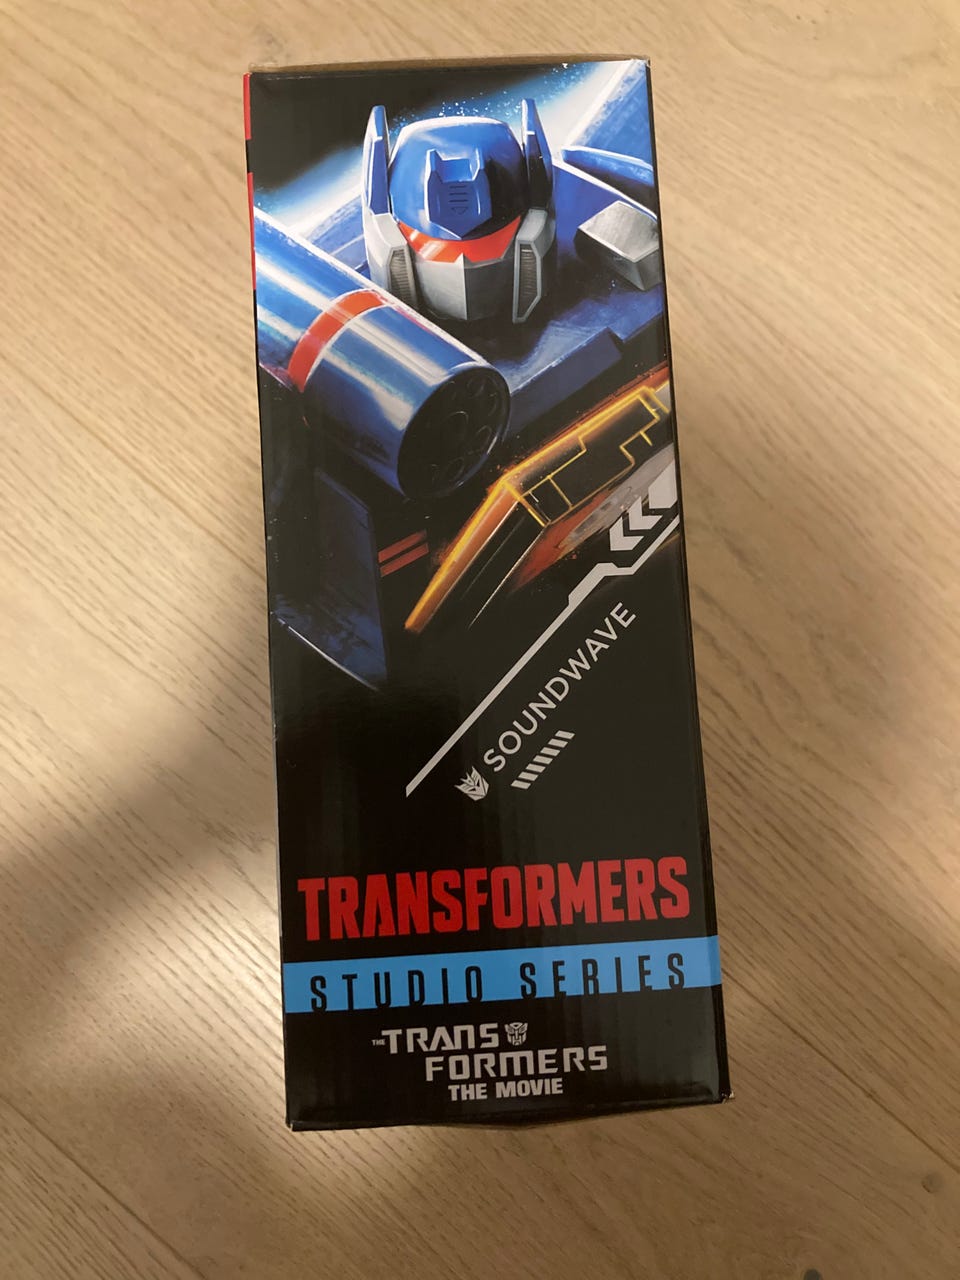 SOUNDWAVE
TRANSFORMERS
STUDIO SERIES
THE TRANS
FORMERS
THE MOVIE